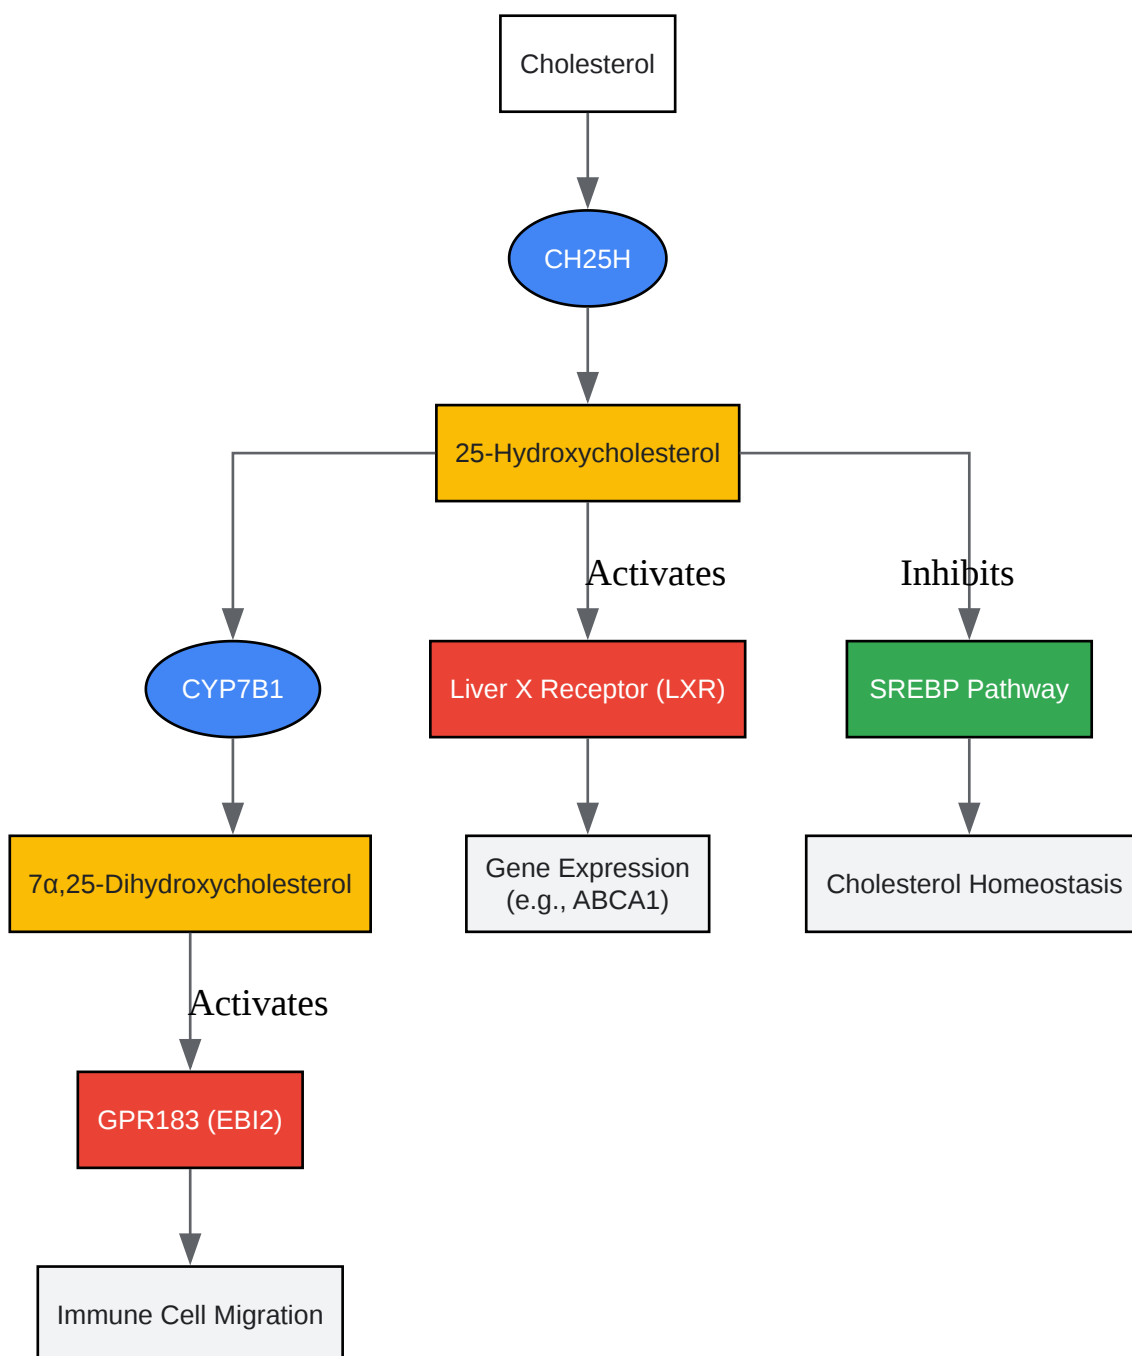 Cholesterol
CH25H
25-Hydroxycholesterol
Activates
Inhibits
CYP7B1
Liver X Receptor (LXR)
SREBP Pathway
7α,25-Dihydroxycholesterol
Gene Expression
(e.g., ABCA1)
Cholesterol Homeostasis
Activates
GPR183 (EBI2)
Immune Cell Migration